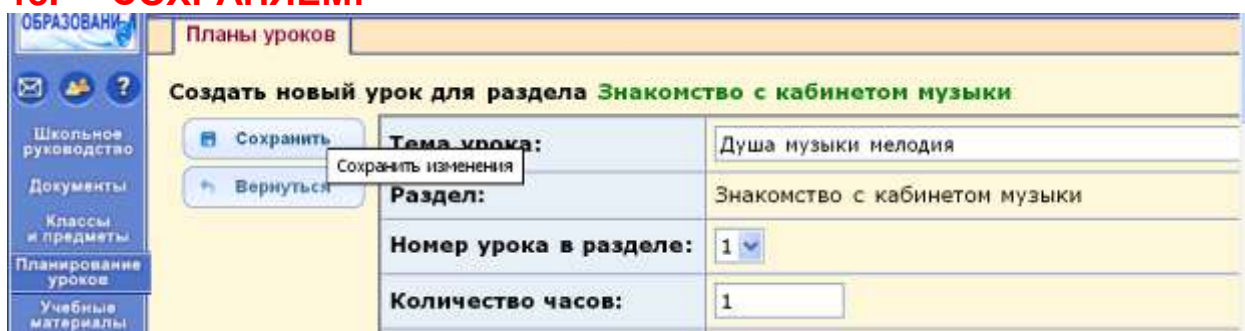 СОХРАНЯЕМ!
ОБРАЗОВАНИ
Планы уроков
Создать новый урок для раздела Знакомство с кабинетом музыки
Школьное
руководство
Документы
Классы
и предметы
Планирование
уроков
Учебные
материалы
Сохранить
Сохранить изменения
Вернуться
Тема урока:
Душа музыки мелодия
Раздел:
Знакомство с кабинетом музыки
Номер урока в разделе:
1
Количество часов:
1